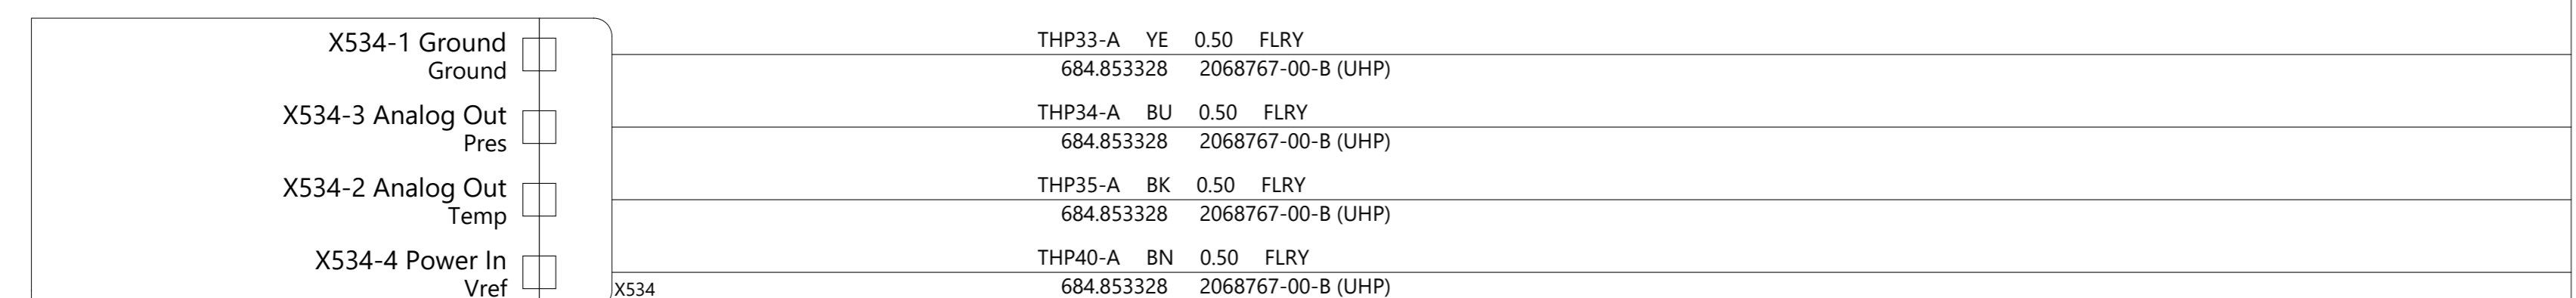 X534-1 Ground
Ground
THP33-A YE 0.50 FLRY
684.853328 2068767-00-B (UHP)
X534-3 Analog Out
Pres
THP34-A BU 0.50 FLRY
684.853328 2068767-00-B (UHP)
X534-2 Analog Out
Temp
THP35-A BK 0.50 FLRY
684.853328 2068767-00-B (UHP)
X534-4 Power In
Vref
X534
THP40-A BN 0.50 FLRY
684.853328 2068767-00-B (UHP)